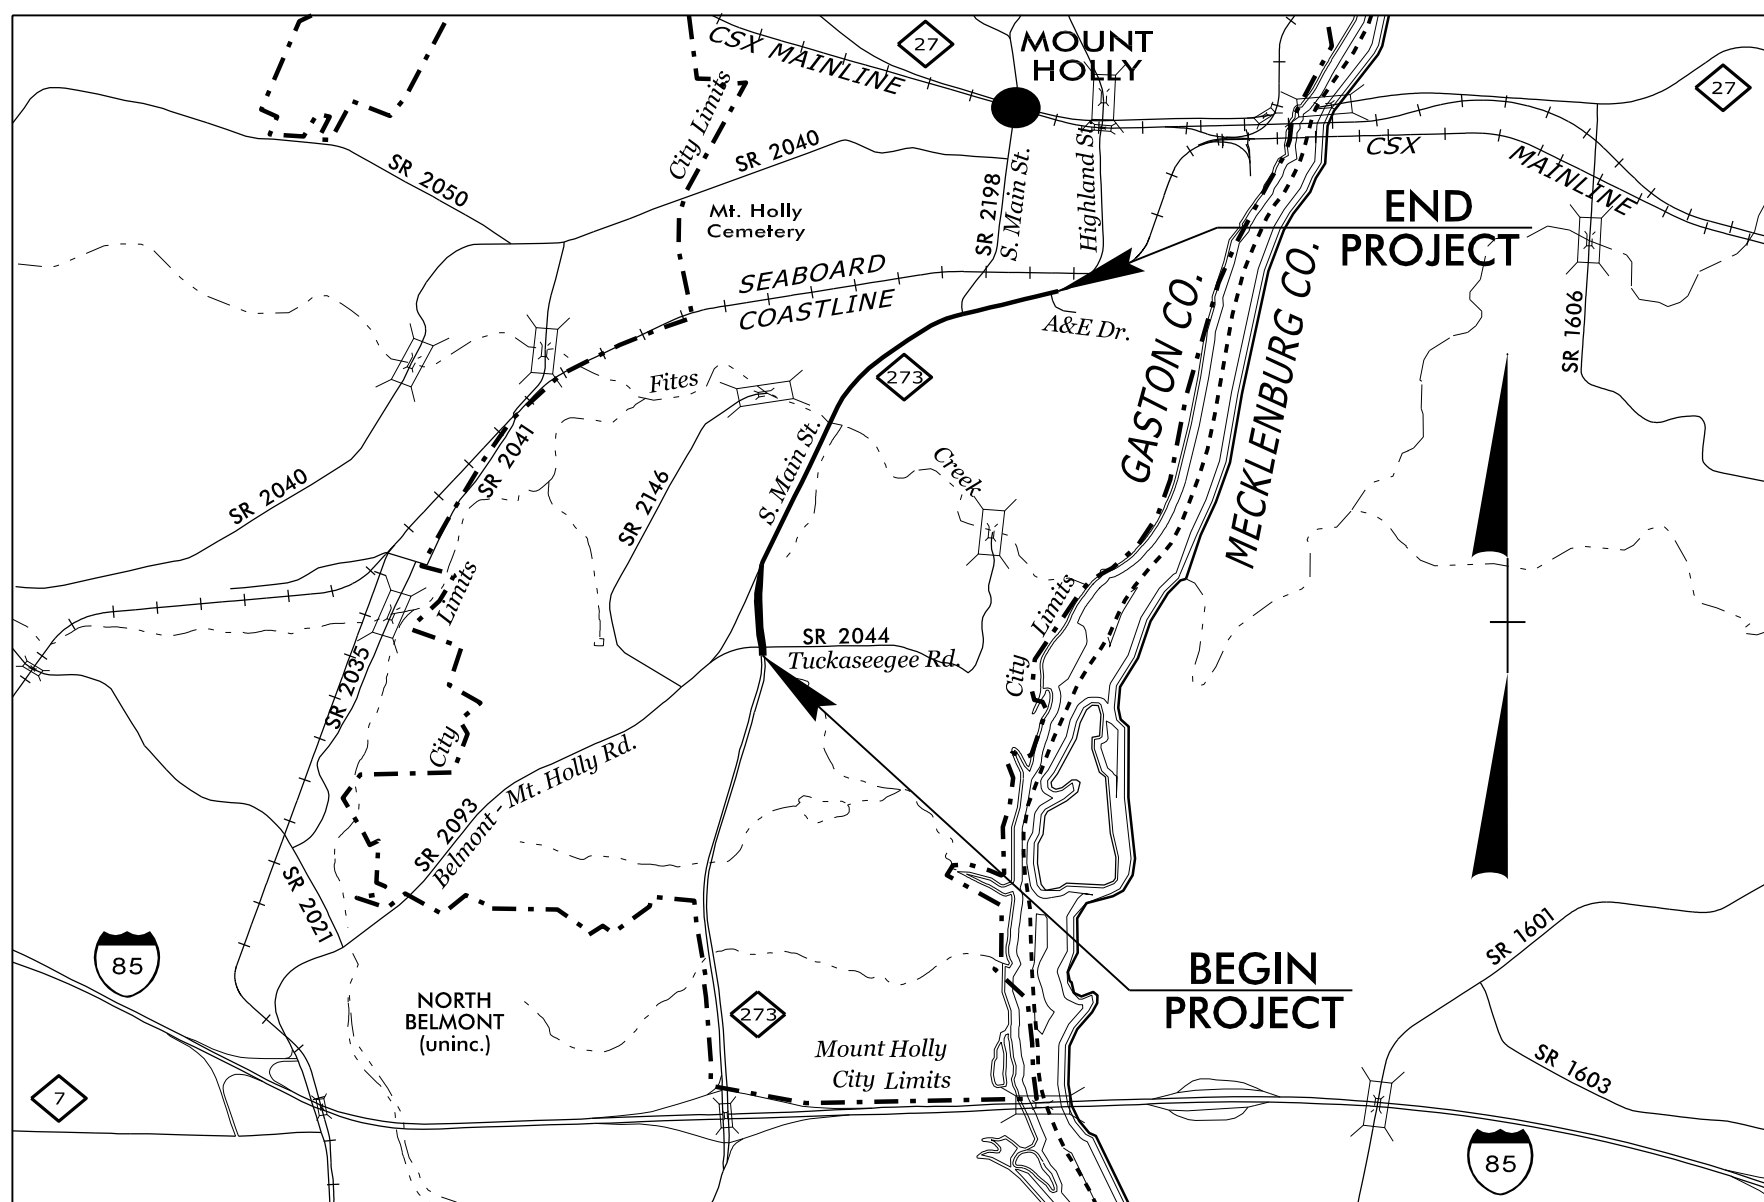 27
MOUNT
HOLLY
CSX MAINLINE
27
City Limits
SR 2040
SR 2050
CSX
MAINLINE
Mt. Holly
Cemetery
SR 2198
S. Main St.
Highland St.
END
PROJECT
SEABOARD
COASTLINE
GASTON CO.
MECKLENBURG CO.
SR 1606
A&E Dr.
273
Fites
Creek
SR 2041
SR 2040
SR 2146
S. Main St.
City Limits
City Limits
SR 2044
Tuckaseegee Rd.
SR 2035
Belmont - Mt. Holly Rd.
SR 2093
SR 2021
85
NORTH
BELMONT
(uninc.)
273
BEGIN
PROJECT
SR 1601
SR 1603
Mount Holly
City Limits
7
85